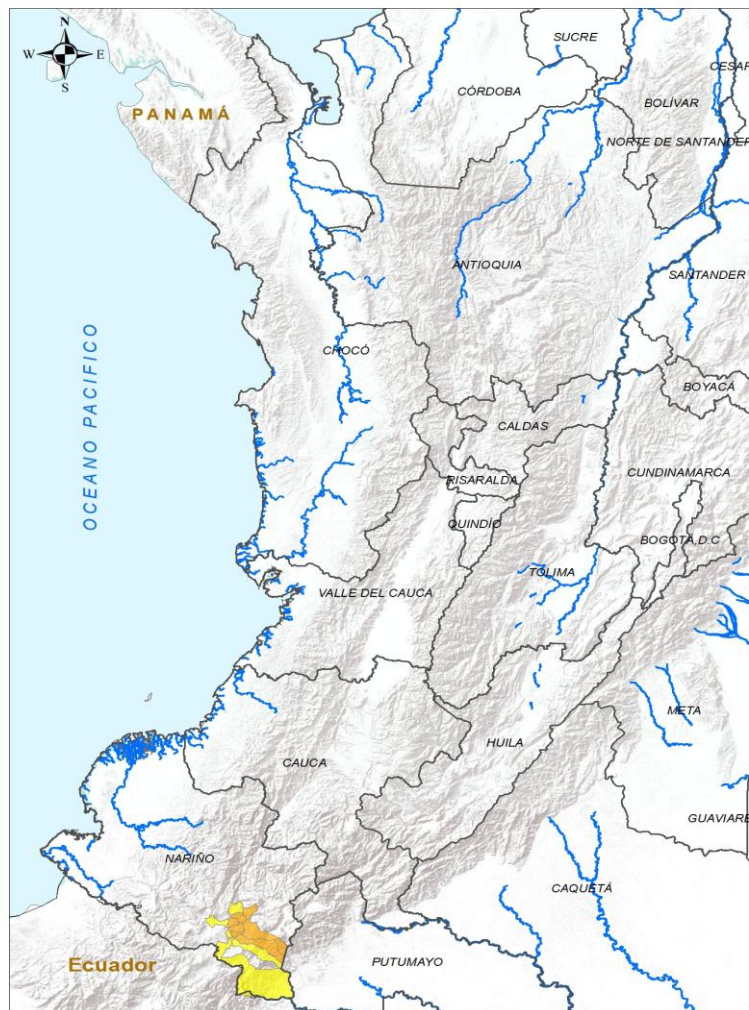 SUCRE
N
W E
S
CESAR
CÓRDOBA
BOLÍVAR
PANAMÁ
NORTE DE SANTANDER
ANTIOQUIA
SANTANDER
OCEANO PACIFICO
CHOCÓ
BOYACÁ
CALDAS
CUNDINAMARCA
RISARALDA
QUINDÍO
BOGOTÁ,D.C
TOLIMA
VALLE DEL CAUCA
META
HUILA
CAUCA
GUAVIARE
NARIÑO
CAQUETÁ
Ecuador
PUTUMAYO